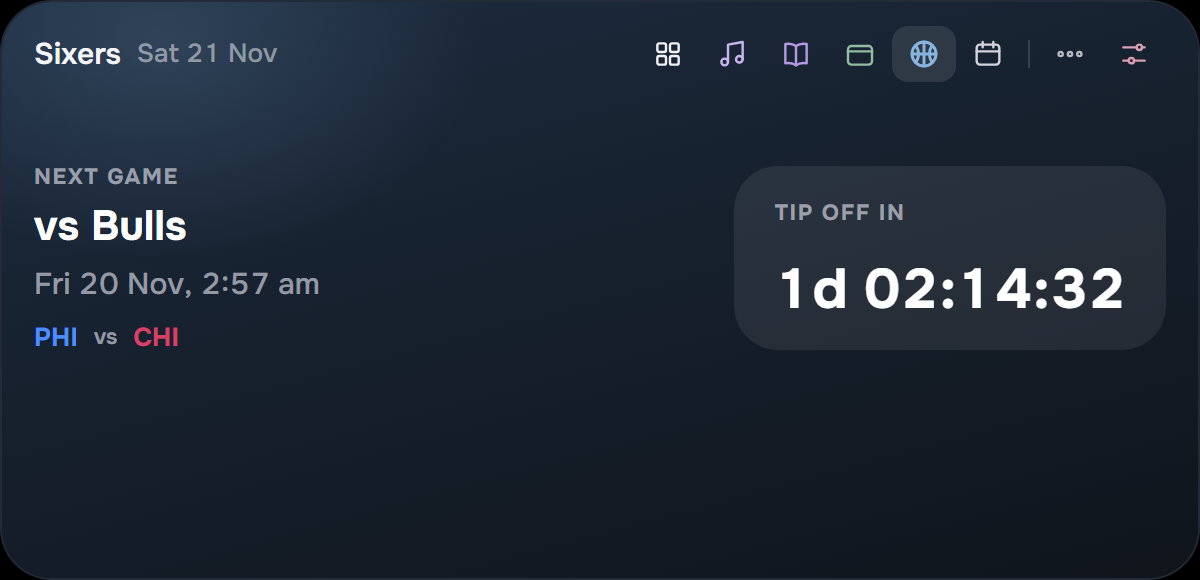 Sixers Sat 21 Nov
NEXT GAME
vs Bulls
Fri 20 Nov, 2:57 am
PHI vs CHI
TIP OFF IN
1d 02:14:32